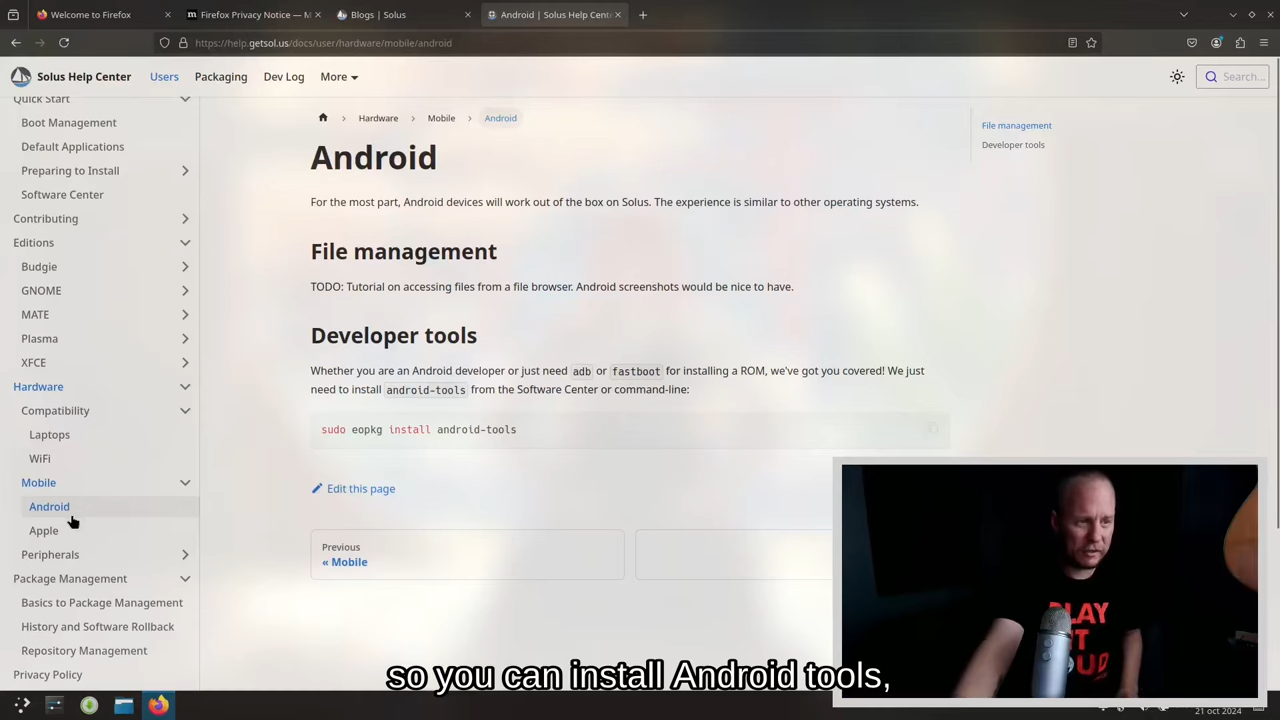 Welcome to Firefox
Firefox Privacy Notice — M
Blogs | Solus
Android | Solus Help Cente
https://help.getsol.us/docs/user/hardware/mobile/android
Solus Help Center
Users
Packaging
Dev Log
More
Search...
Quick Start
Boot Management
Default Applications
Preparing to Install
Software Center
Contributing
Editions
Budgie
GNOME
MATE
Plasma
XFCE
Hardware
Compatibility
Laptops
WiFi
Mobile
Android
Apple
Peripherals
Package Management
Basics to Package Management
History and Software Rollback
Repository Management
Privacy Policy
Hardware
Mobile
Android
Android
For the most part, Android devices will work out of the box on Solus. The experience is similar to other operating systems.
File management
TODO: Tutorial on accessing files from a file browser. Android screenshots would be nice to have.
Developer tools
Whether you are an Android developer or just need adb or fastboot for installing a ROM, we've got you covered! We just
need to install android-tools from the Software Center or command-line:
sudo eopkg install android-tools
Edit this page
Previous
« Mobile
File management
Developer tools
PLAY
IT
LOUD
so you can install Android tools,
21 oct 2024